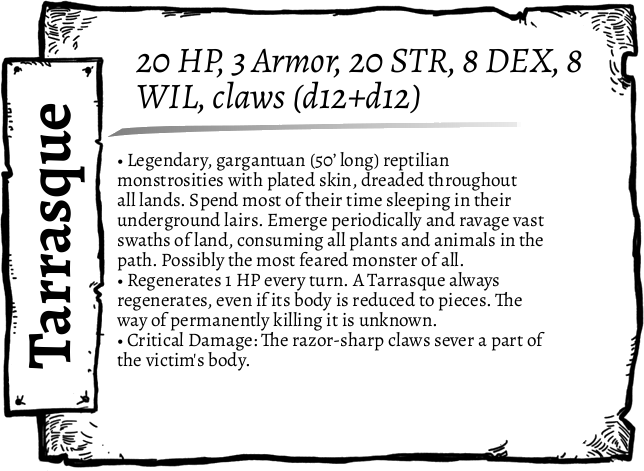 Tarrasque
20 HP, 3 Armor, 20 STR, 8 DEX, 8
WIL, claws (d12+d12)
• Legendary, gargantuan (50’ long) reptilian
monstrosities with plated skin, dreaded throughout
all lands. Spend most of their time sleeping in their
underground lairs. Emerge periodically and ravage vast
swaths of land, consuming all plants and animals in the
path. Possibly the most feared monster of all.
• Regenerates 1 HP every turn. A Tarrasque always
regenerates, even if its body is reduced to pieces. The
way of permanently killing it is unknown.
• Critical Damage: The razor-sharp claws sever a part of
the victim's body.